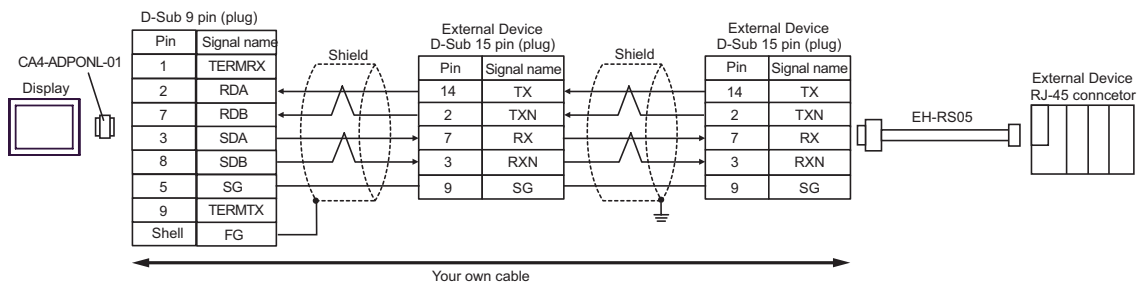 D-Sub 9 pin (plug)
Pin Signal name
1 TERMRX
2 RDA
7 RDB
3 SDA
8 SDB
5 SG
9 TERMTX
Shell FG
CA4-ADPONL-01
Display
Shield
External Device
D-Sub 15 pin (plug)
Pin Signal name
14 TX
2 TXN
7 RX
3 RXN
9 SG
Shield
External Device
D-Sub 15 pin (plug)
Pin Signal name
14 TX
2 TXN
7 RX
3 RXN
9 SG
EH-RS05
External Device
RJ-45 conncetor
Your own cable